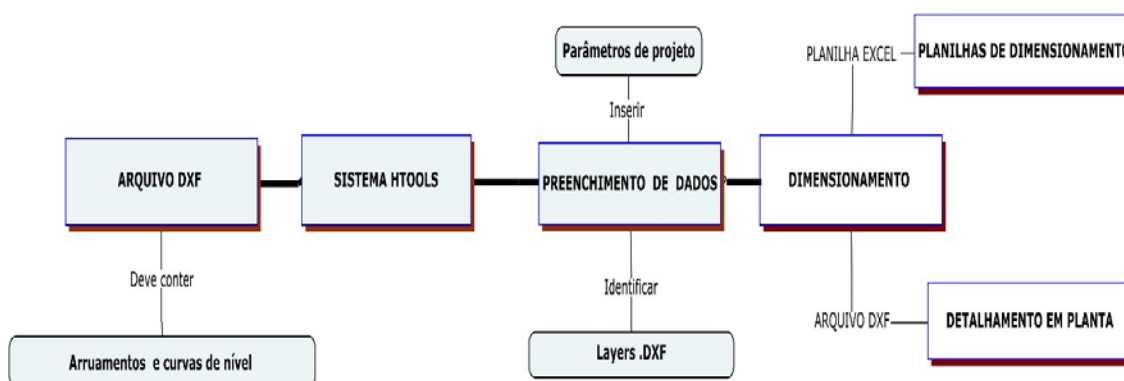 Parâmetros de projeto
PLANILHA EXCEL
PLANILHAS DE DIMENSIONAMENTO
Inserir
ARQUIVO DXF
SISTEMA HTOOLS
PREENCHIMENTO DE DADOS
DIMENSIONAMENTO
Deve conter
Identificar
ARQUIVO DXF
DETALHAMENTO EM PLANTA
Arruamentos e curvas de nível
Layers .DXF